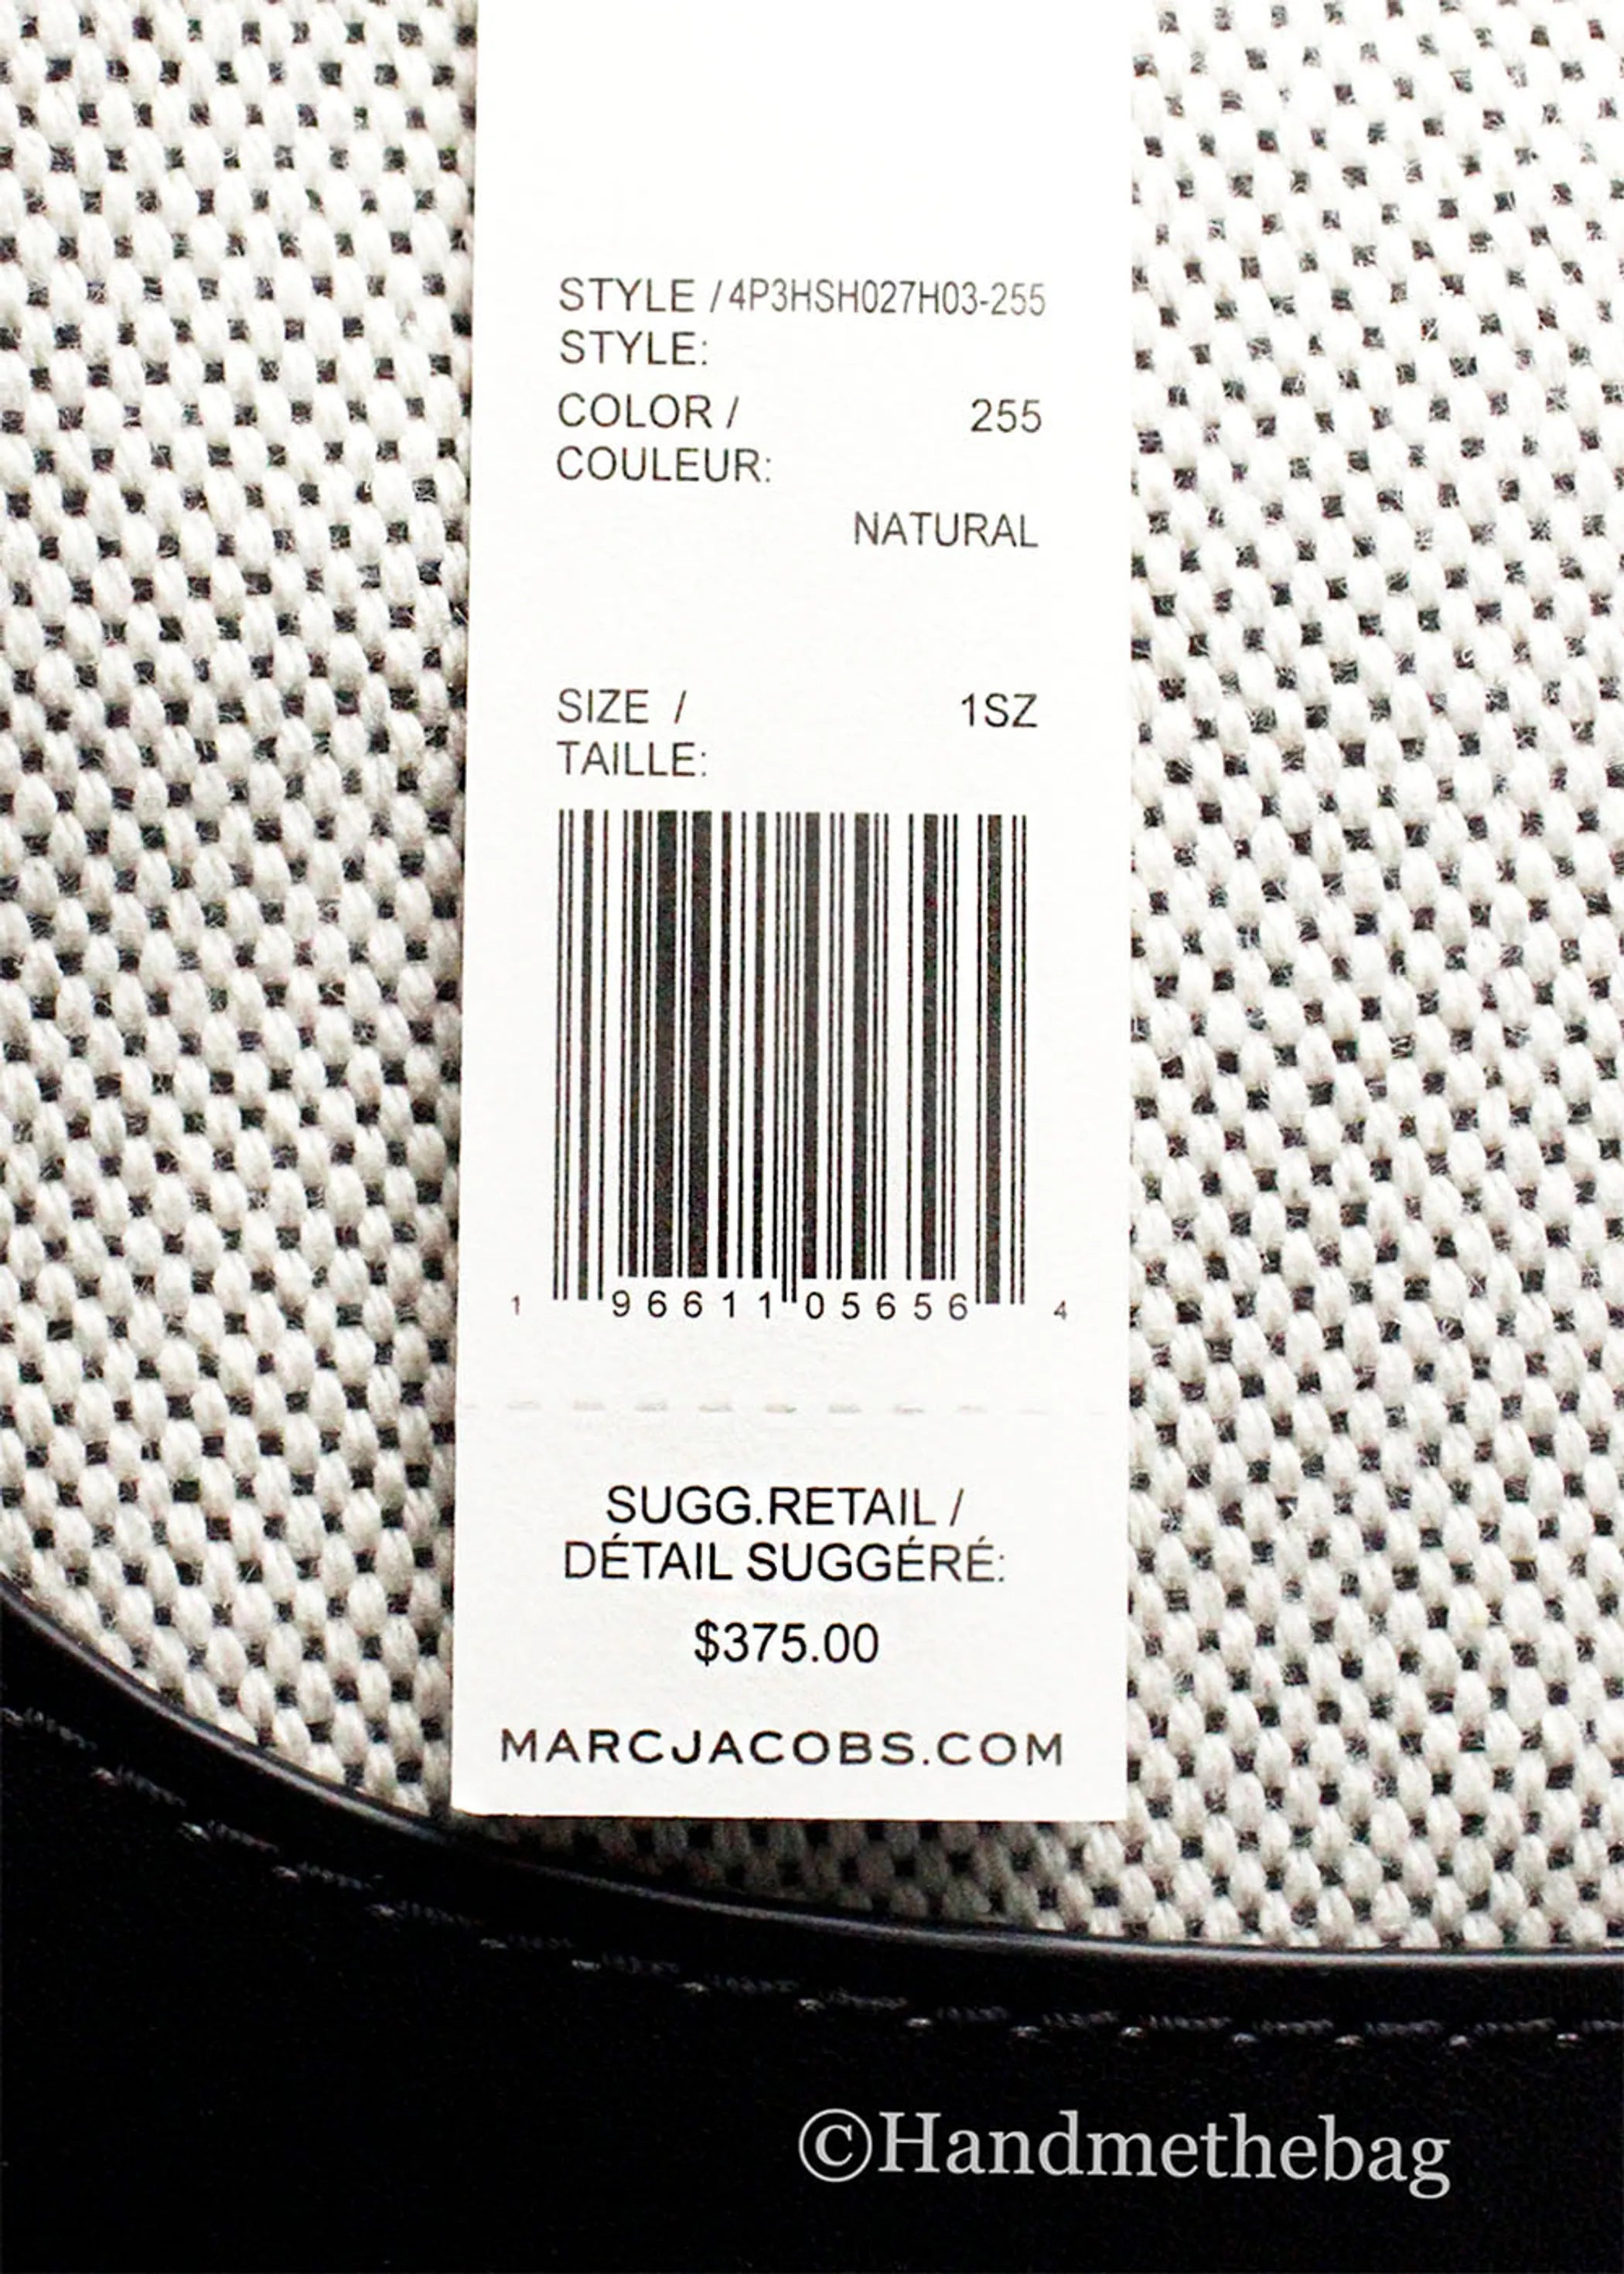 STYLE / 4P3HSH027H03-255
STYLE:
COLOR / 255
COULEUR:
NATURAL
SIZE / 1SZ
TAILLE:
1 96611 05656 4
SUGG.RETAIL /
DÉTAIL SUGGÉRÉ:
$375.00
MARCJACOBS.COM
©Handmethebag